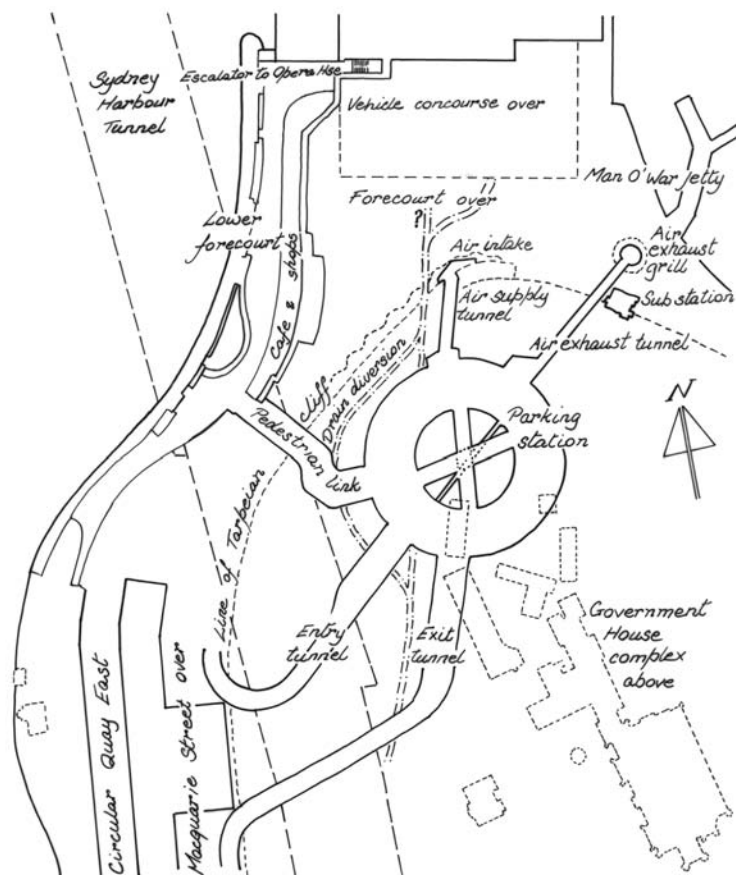 Sydney
Harbour
Tunnel
Escalator to Opera Hse
Vehicle concourse over
Man O'War Jetty
Forecourt over
?
Lower
forecourt
Air intake
Air
exhaust
grill
Air supply
tunnel
Sub station
cafe & shops
Air exhaust tunnel
cliff
Drain diversion
N
Pedestrian link
Parking
station
Line of Tarbeian
Entry
tunnel
Exit
tunnel
Government
House
complex
above
Circular Quay East
Macquarie Street over